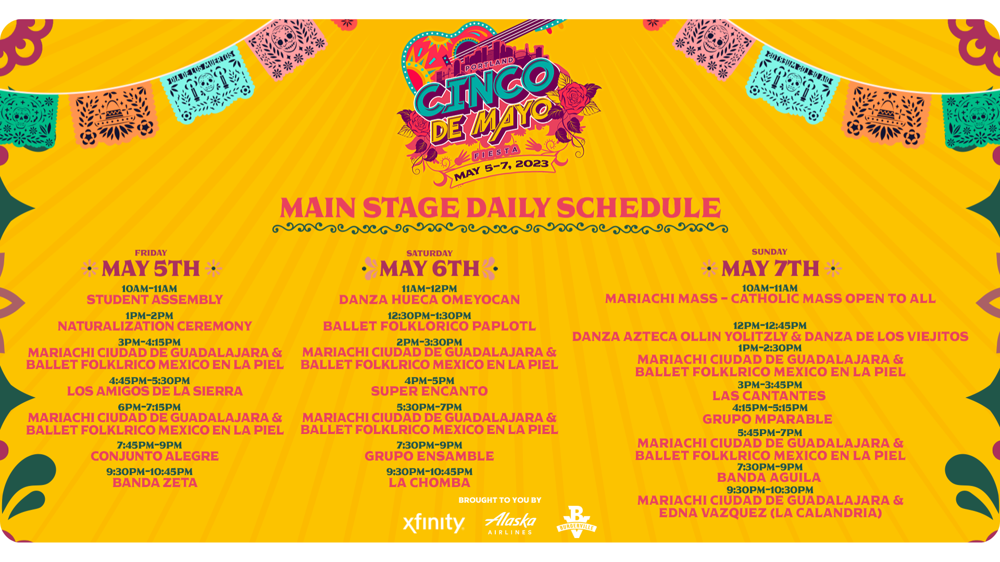 DIA DE LOS MUERTOS
PORTLAND
CINCO
DE MAYO
FIESTA
MAY 5-7, 2023
MAIN STAGE DAILY SCHEDULE
FRIDAY
MAY 5TH
10AM-11AM
STUDENT ASSEMBLY
1PM-2PM
NATURALIZATION CEREMONY
3PM-4:15PM
MARIACHI CIUDAD DE GUADALAJARA &
BALLET FOLKLRICO MEXICO EN LA PIEL
4:45PM-5:30PM
LOS AMIGOS DE LA SIERRA
6PM-7:15PM
MARIACHI CIUDAD DE GUADALAJARA &
BALLET FOLKLRICO MEXICO EN LA PIEL
7:45PM-9PM
CONJUNTO ALEGRE
9:30PM-10:45PM
BANDA ZETA
SATURDAY
MAY 6TH
11AM-12PM
DANZA HUECA OMEYOCAN
12:30PM-1:30PM
BALLET FOLKLORICO PAPLOTL
2PM-3:30PM
MARIACHI CIUDAD DE GUADALAJARA &
BALLET FOLKLRICO MEXICO EN LA PIEL
4PM-5PM
SUPER ENCANTO
5:30PM-7PM
MARIACHI CIUDAD DE GUADALAJARA &
BALLET FOLKLRICO MEXICO EN LA PIEL
7:30PM-9PM
GRUPO ENSAMBLE
9:30PM-10:45PM
LA CHOMBA
SUNDAY
MAY 7TH
10AM-11AM
MARIACHI MASS - CATHOLIC MASS OPEN TO ALL
12PM-12:45PM
DANZA AZTECA OLLIN YOLITZLY & DANZA DE LOS VIEJITOS
1PM-2:30PM
MARIACHI CIUDAD DE GUADALAJARA &
BALLET FOLKLRICO MEXICO EN LA PIEL
3PM-3:45PM
LAS CANTANTES
4:15PM-5:15PM
GRUPO MPARABLE
5:45PM-7PM
MARIACHI CIUDAD DE GUADALAJARA &
BALLET FOLKLRICO MEXICO EN LA PIEL
7:30PM-9PM
BANDA AGUILA
9:30PM-10:30PM
MARIACHI CIUDAD DE GUADALAJARA &
EDNA VAZQUEZ (LA CALANDRIA)
BROUGHT TO YOU BY
xfinity
Alaska
AIRLINES
B
BURGERVILLE
V
DIA DE LOS MUERTOS